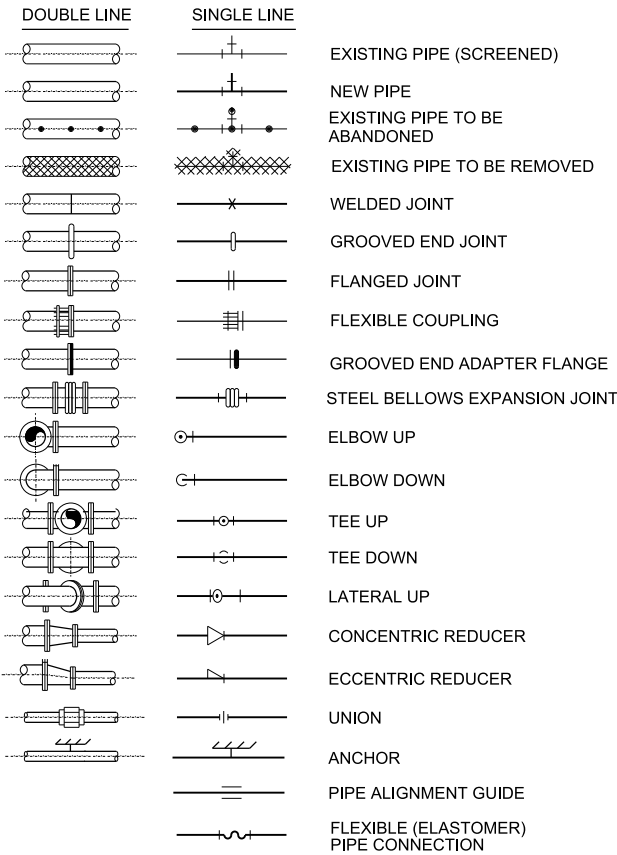 DOUBLE LINE SINGLE LINE
EXISTING PIPE (SCREENED)
NEW PIPE
EXISTING PIPE TO BE
ABANDONED
EXISTING PIPE TO BE REMOVED
WELDED JOINT
GROOVED END JOINT
FLANGED JOINT
FLEXIBLE COUPLING
GROOVED END ADAPTER FLANGE
STEEL BELLOWS EXPANSION JOINT
ELBOW UP
ELBOW DOWN
TEE UP
TEE DOWN
LATERAL UP
CONCENTRIC REDUCER
ECCENTRIC REDUCER
UNION
ANCHOR
PIPE ALIGNMENT GUIDE
FLEXIBLE (ELASTOMER)
PIPE CONNECTION